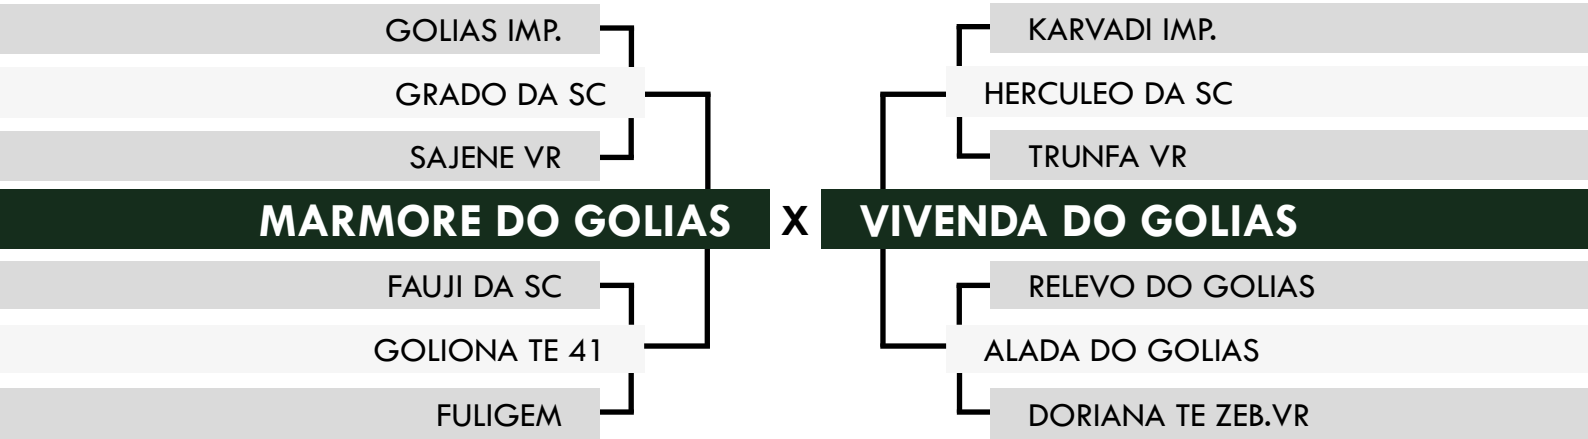 GOLIAS IMP.
GRADO DA SC
SAJENE VR
MARMORE DO GOLIAS
FAUJI DA SC
GOLIONA TE 41
FULIGEM
X
KARVADI IMP.
HERCULEO DA SC
TRUNFA VR
VIVENDA DO GOLIAS
RELEVO DO GOLIAS
ALADA DO GOLIAS
DORIANA TE ZEB.VR